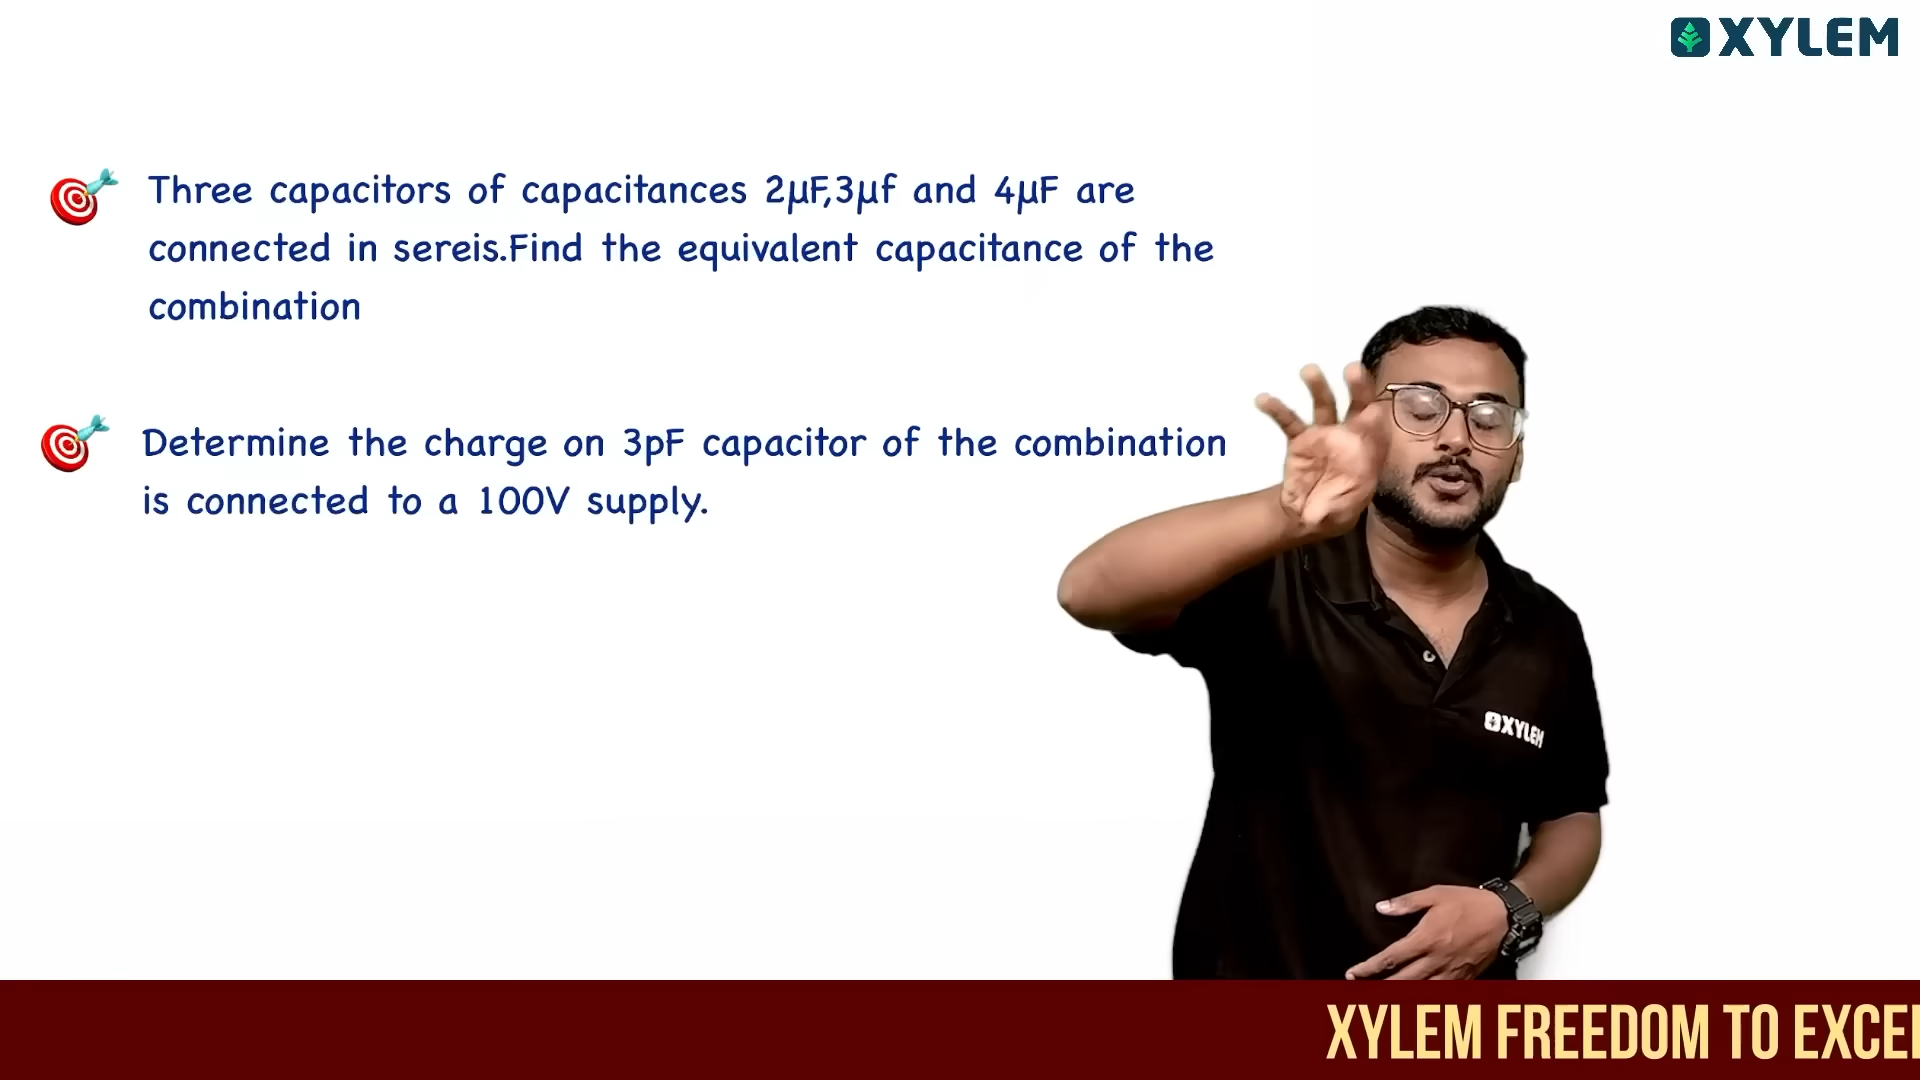 XYLEM
Three capacitors of capacitances 2μF,3μf and 4μF are
connected in sereis.Find the equivalent capacitance of the
combination
Determine the charge on 3pF capacitor of the combination
is connected to a 100V supply.
XYLEM
XYLEM FREEDOM TO EXCEL